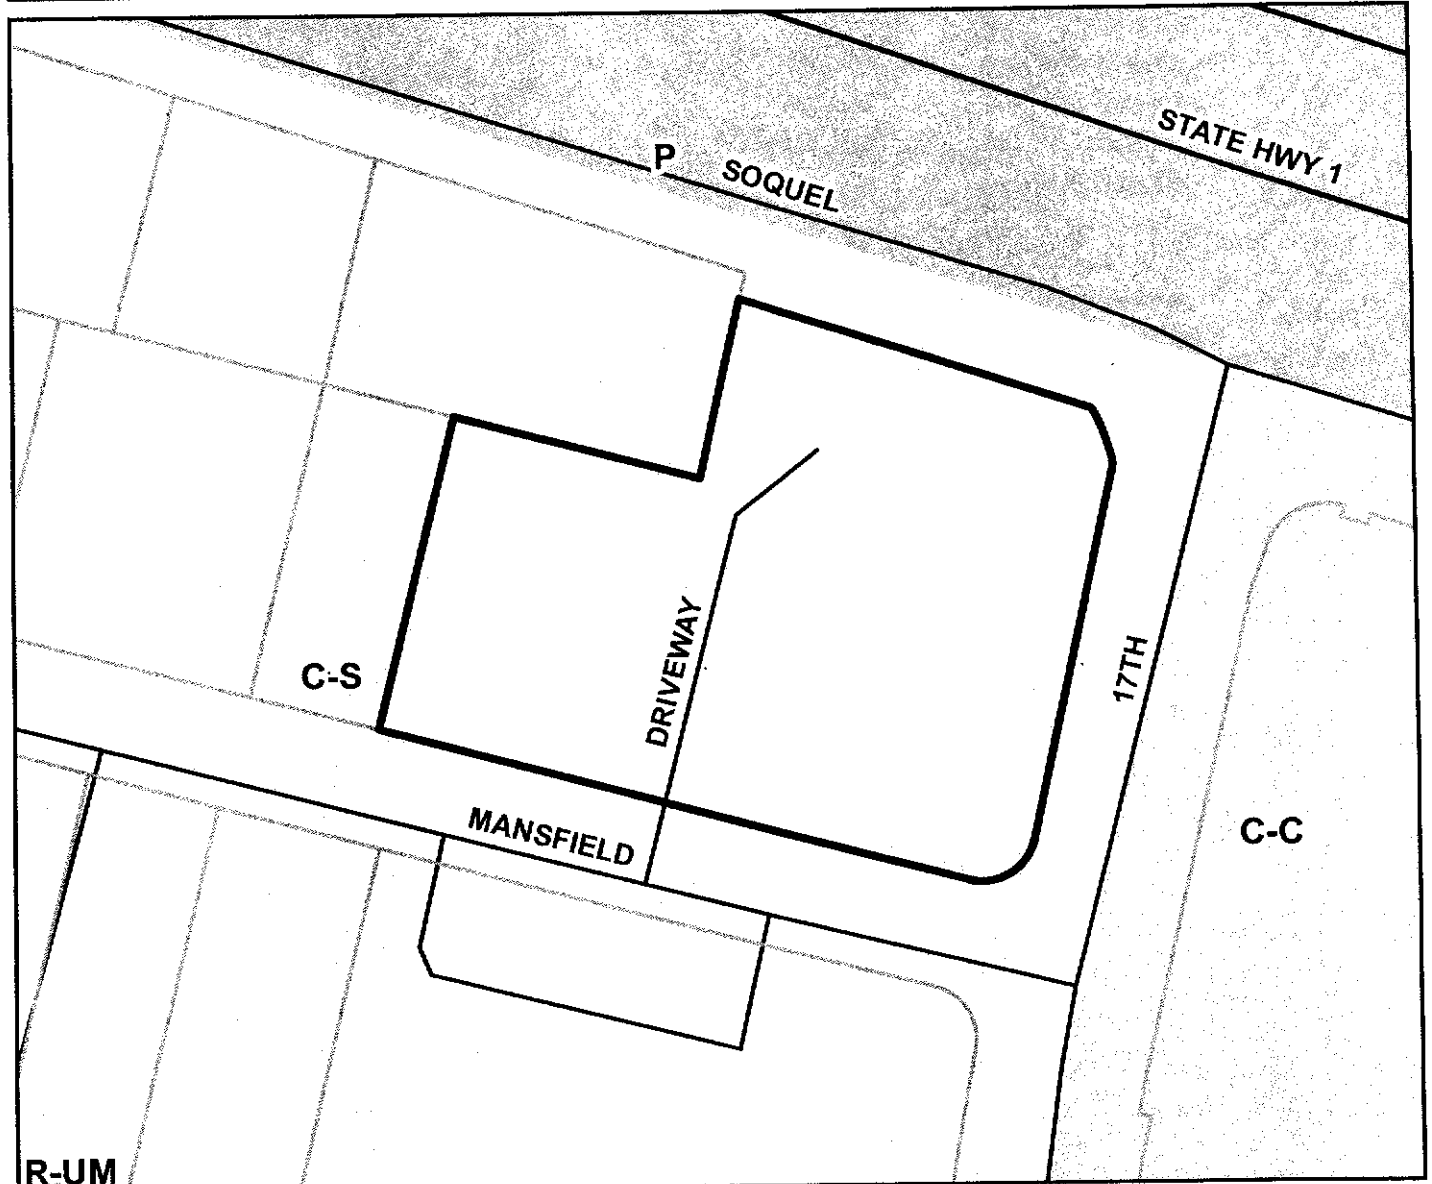 STATE HWY 1
P
SOQUEL
DRIVEWAY
17TH
C-S
MANSFIELD
C-C
R-UM